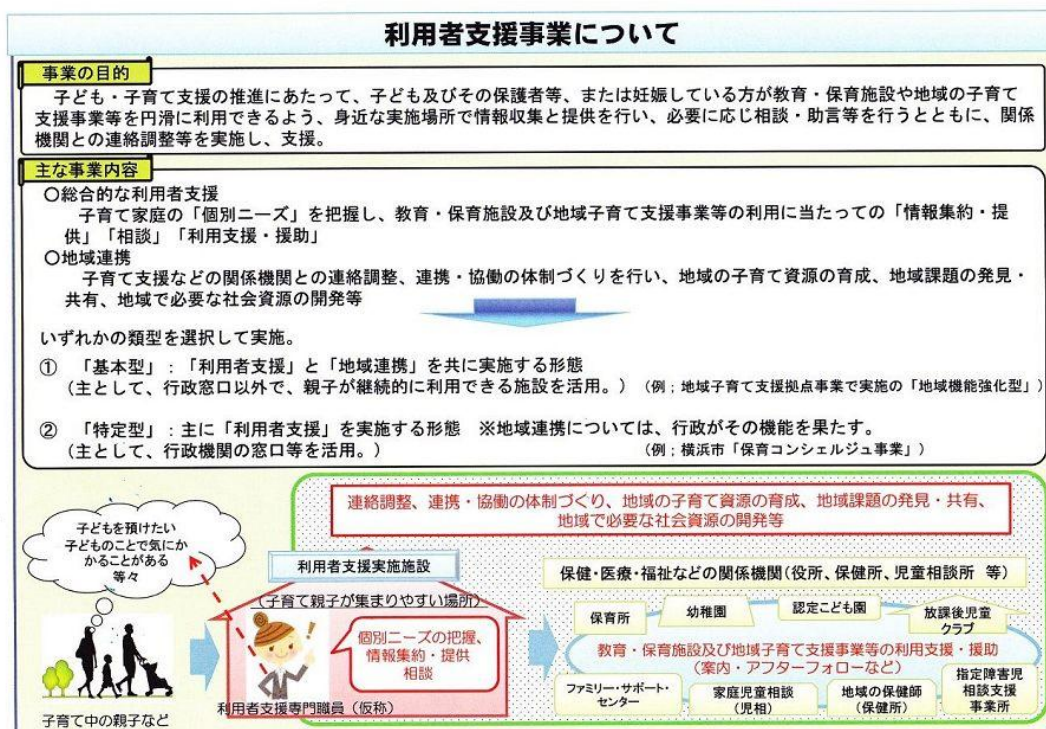 利用者支援事業について
事業の目的
子ども・子育て支援の推進にあたって、子ども及びその保護者等、または妊娠している方が教育・保育施設や地域の子育て
支援事業等を円滑に利用できるよう、身近な実施場所で情報収集と提供を行い、必要に応じ相談・助言等を行うとともに、関係
機関との連絡調整等を実施し、支援。
主な事業内容
〇総合的な利用者支援
子育て家庭の「個別ニーズ」を把握し、教育・保育施設及び地域子育て支援事業等の利用に当たっての「情報集約・提
供」「相談」「利用支援・援助」
〇地域連携
子育て支援などの関係機関との連絡調整、連携・協働の体制づくりを行い、地域の子育て資源の育成、地域課題の発見・
共有、地域で必要な社会資源の開発等
いずれかの類型を選択して実施。
① 「基本型」：「利用者支援」と「地域連携」を共に実施する形態
（主として、行政窓口以外で、親子が継続的に利用できる施設を活用。）（例；地域子育て支援拠点事業で実施の「地域機能強化型」）
② 「特定型」：主に「利用者支援」を実施する形態 ※地域連携については、行政がその機能を果たす。
（主として、行政機関の窓口等を活用。） （例；横浜市「保育コンシェルジュ事業」）
連絡調整、連携・協働の体制づくり、地域の子育て資源の育成、地域課題の発見・共有、
地域で必要な社会資源の開発等
子どもを預けたい
子どものことで気にか
かることがある
等々
子育て中の親子など
利用者支援実施施設
（子育て親子が集まりやすい場所）
個別ニーズの把握、
情報集約・提供
相談
利用者支援専門職員（仮称）
保健・医療・福祉などの関係機関（役所、保健所、児童相談所 等）
保育所
幼稚園
認定こども園
放課後児童
クラブ
教育・保育施設及び地域子育て支援事業等の利用支援・援助
（案内・アフターフォローなど）
ファミリー・サポート・
センター
家庭児童相談
（児相）
地域の保健師
（保健所）
指定障害児
相談支援
事業所